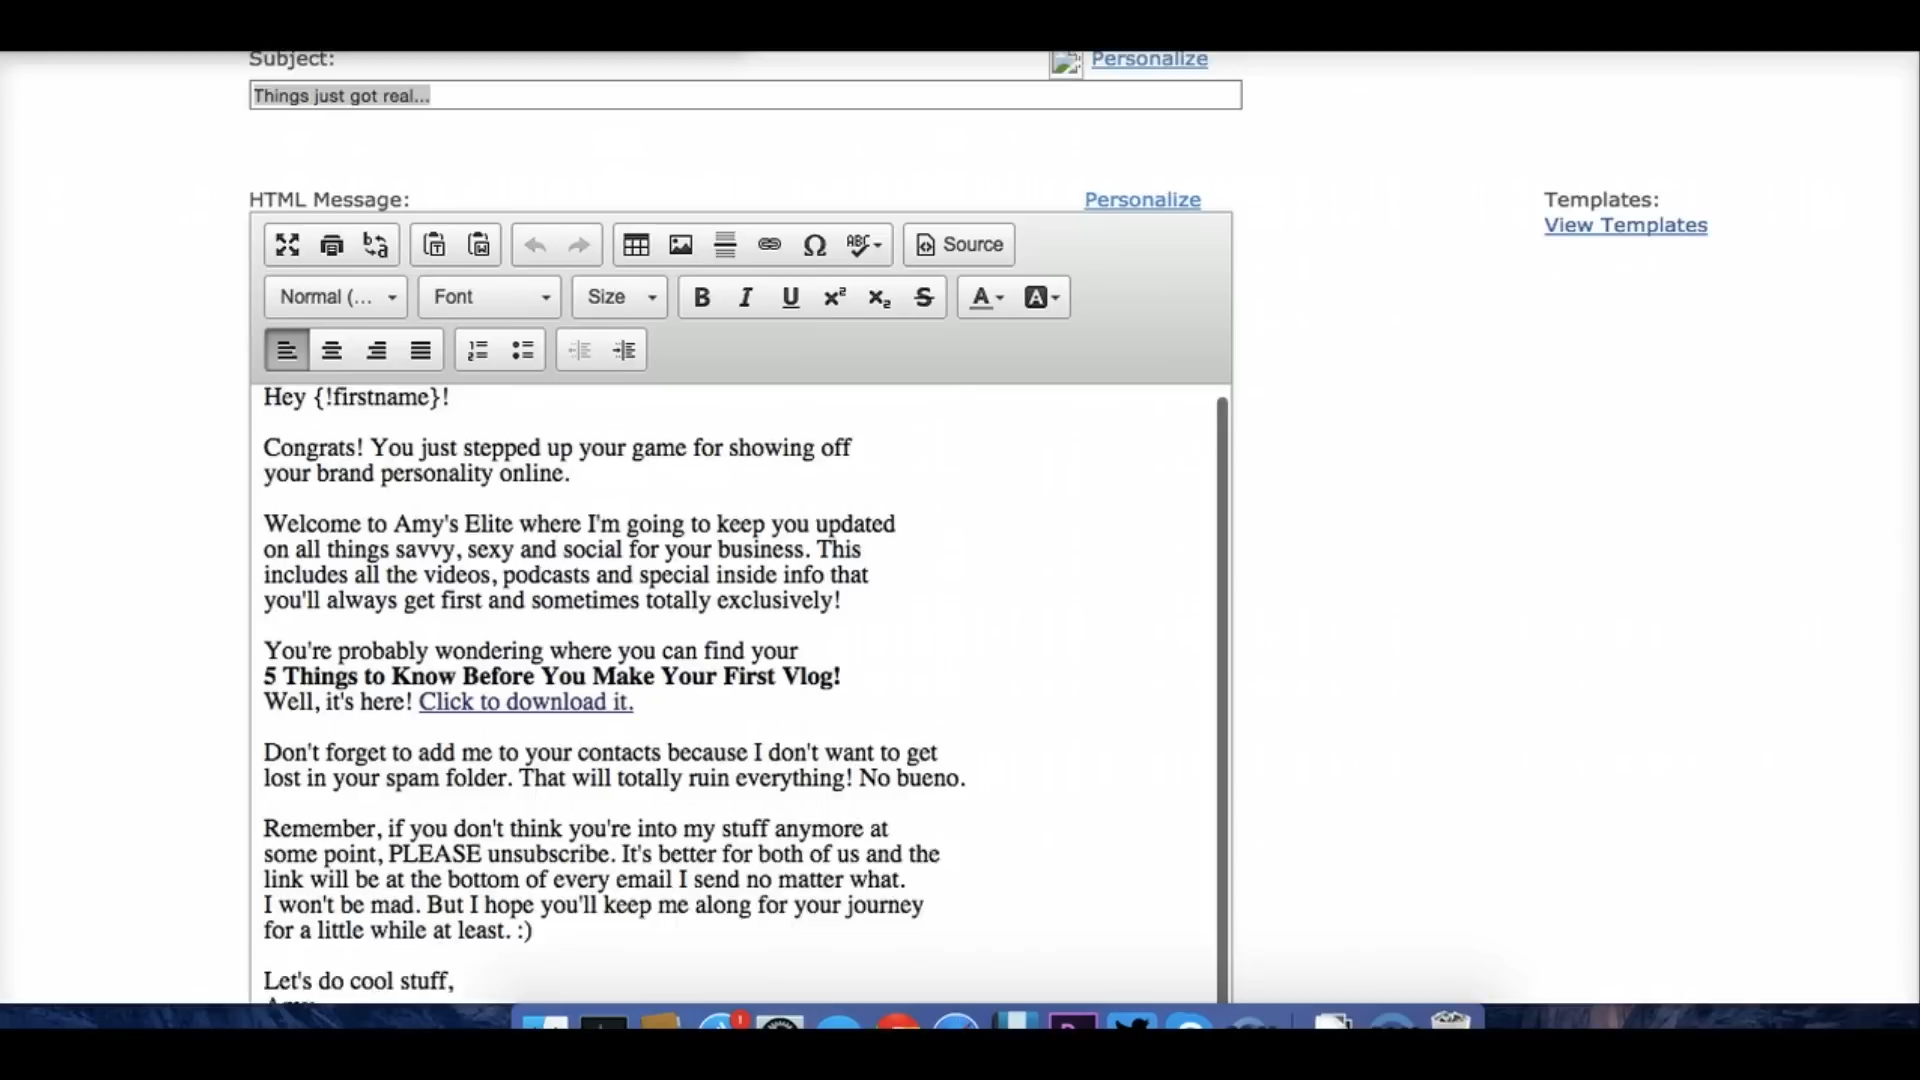 Subject:
Personalize
Things just got real...
HTML Message:
Personalize
Templates:
View Templates
Source
Normal (...
Font
Size
Hey {!firstname}!
Congrats! You just stepped up your game for showing off
your brand personality online.
Welcome to Amy's Elite where I'm going to keep you updated
on all things savvy, sexy and social for your business. This
includes all the videos, podcasts and special inside info that
you'll always get first and sometimes totally exclusively!
You're probably wondering where you can find your
5 Things to Know Before You Make Your First Vlog!
Well, it's here! Click to download it.
Don't forget to add me to your contacts because I don't want to get
lost in your spam folder. That will totally ruin everything! No bueno.
Remember, if you don't think you're into my stuff anymore at
some point, PLEASE unsubscribe. It's better for both of us and the
link will be at the bottom of every email I send no matter what.
I won't be mad. But I hope you'll keep me along for your journey
for a little while at least. :)
Let's do cool stuff,